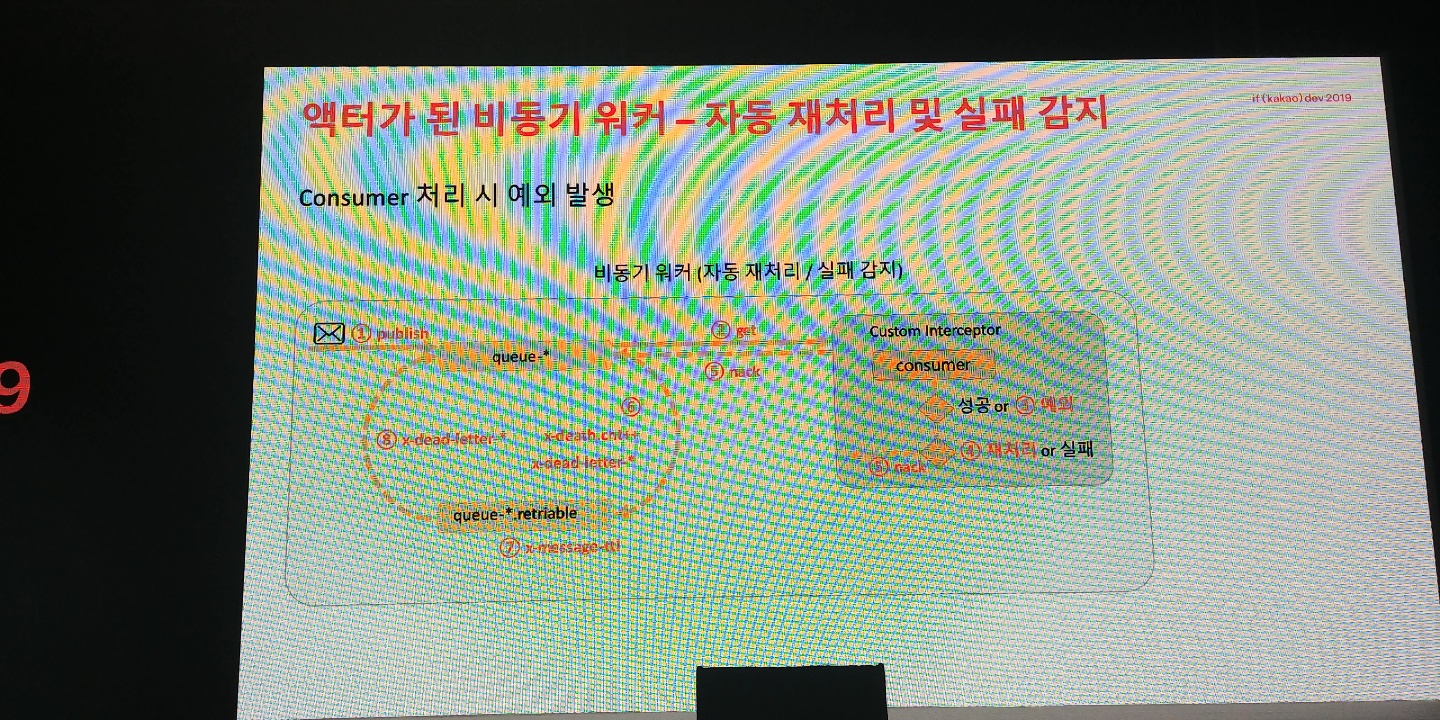 액터가 된 비동기 워커 – 자동 재처리 및 실패 감지
if(kakao)dev2019
Consumer 처리 시 예외 발생
비동기 워커 (자동 재처리 / 실패 감지)
① publish
queue-*
② get
⑤ nack
⑥
x-death.cnt++
x-dead-letter-*
⑧ x-dead-letter-*
queue-*.retriable
⑦ x-message-ttl
Custom Interceptor
consumer
성공 or ③ 예외
④ 재처리 or 실패
⑤ nack
9